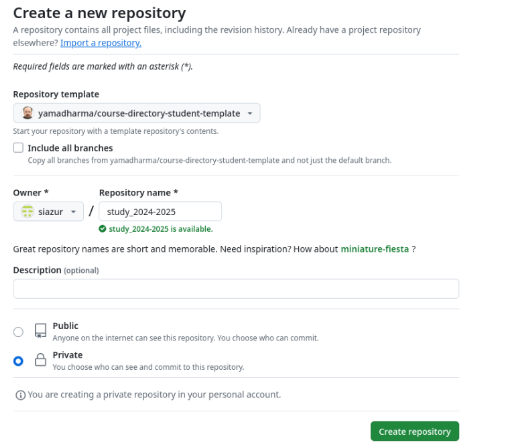 Create a new repository
A repository contains all project files, including the revision history. Already have a project repository
elsewhere? Import a repository.
Required fields are marked with an asterisk (*).
Repository template
yamadharma/course-directory-student-template
Start your repository with a template repository's contents.
Include all branches
Copy all branches from yamadharma/course-directory-student-template and not just the default branch.
Owner * Repository name *
siazur / study_2024-2025
study_2024-2025 is available.
Great repository names are short and memorable. Need inspiration? How about miniature-fiesta ?
Description (optional)
Public
Anyone on the internet can see this repository. You choose who can commit.
Private
You choose who can see and commit to this repository.
You are creating a private repository in your personal account.
Create repository